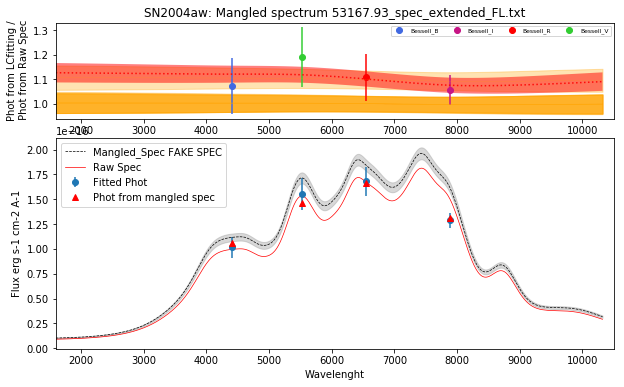 SN2004aw: Mangled spectrum 53167.93_spec_extended_FL.txt
Phot from LCfitting /
Phot from Raw Spec
1.3
1.2
1.1
1.0
Bessell_B
Bessell_I
Bessell_R
Bessell_V
2000 3000 4000 5000 6000 7000 8000 9000 10000
Flux erg s-1 cm-2 A-1
2.00
1.75
1.50
1.25
1.00
0.75
0.50
0.25
0.00
Mangled_Spec FAKE SPEC
Raw Spec
Fitted Phot
Phot from mangled spec
2000 3000 4000 5000 6000 7000 8000 9000 10000
Wavelenght